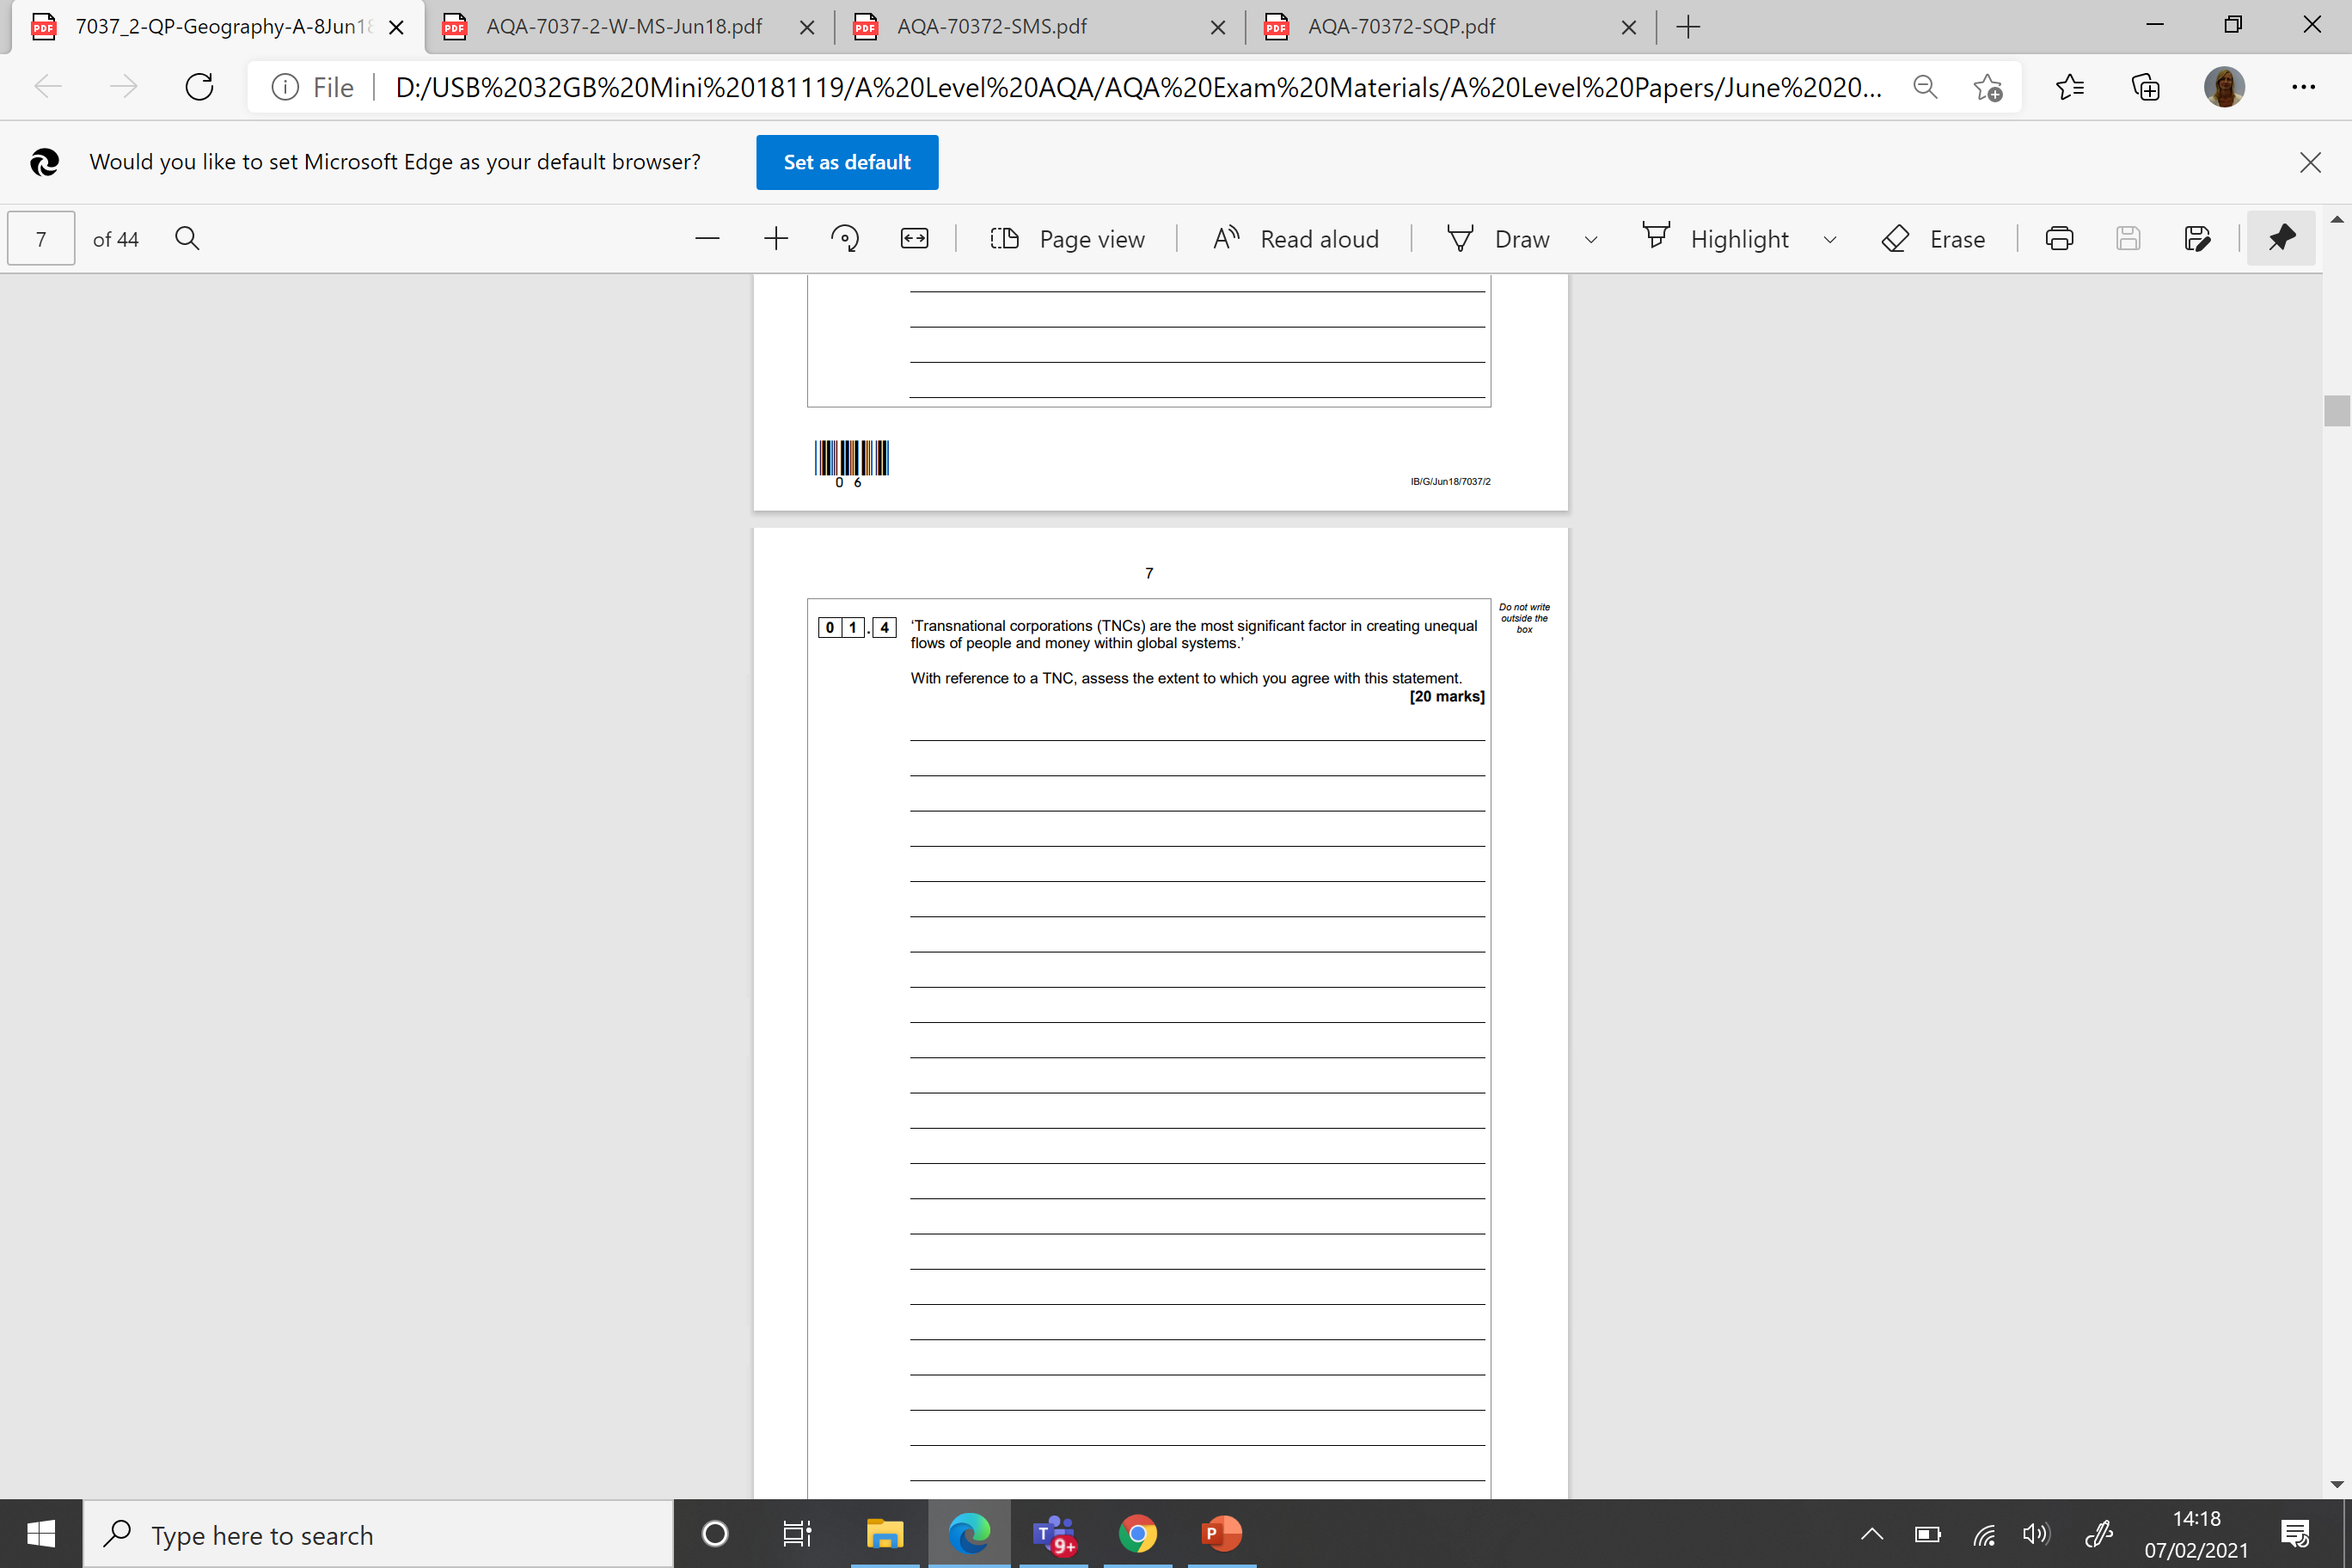 7037_2-QP-Geography-A-8Jun18
AQA-7037-2-W-MS-Jun18.pdf
AQA-70372-SMS.pdf
AQA-70372-SQP.pdf
File
D:/USB%2032GB%20Mini%20181119/A%20Level%20AQA/AQA%20Exam%20Materials/A%20Level%20Papers/June%2020...
Would you like to set Microsoft Edge as your default browser?
Set as default
7
of 44
Page view
Read aloud
Draw
Highlight
Erase
0 6
IB/G/Jun18/7037/2
7
Do not write
outside the
box
0 1 . 4 ‘Transnational corporations (TNCs) are the most significant factor in creating unequal
flows of people and money within global systems.’
With reference to a TNC, assess the extent to which you agree with this statement.
[20 marks]
Type here to search
9+
14:18
07/02/2021